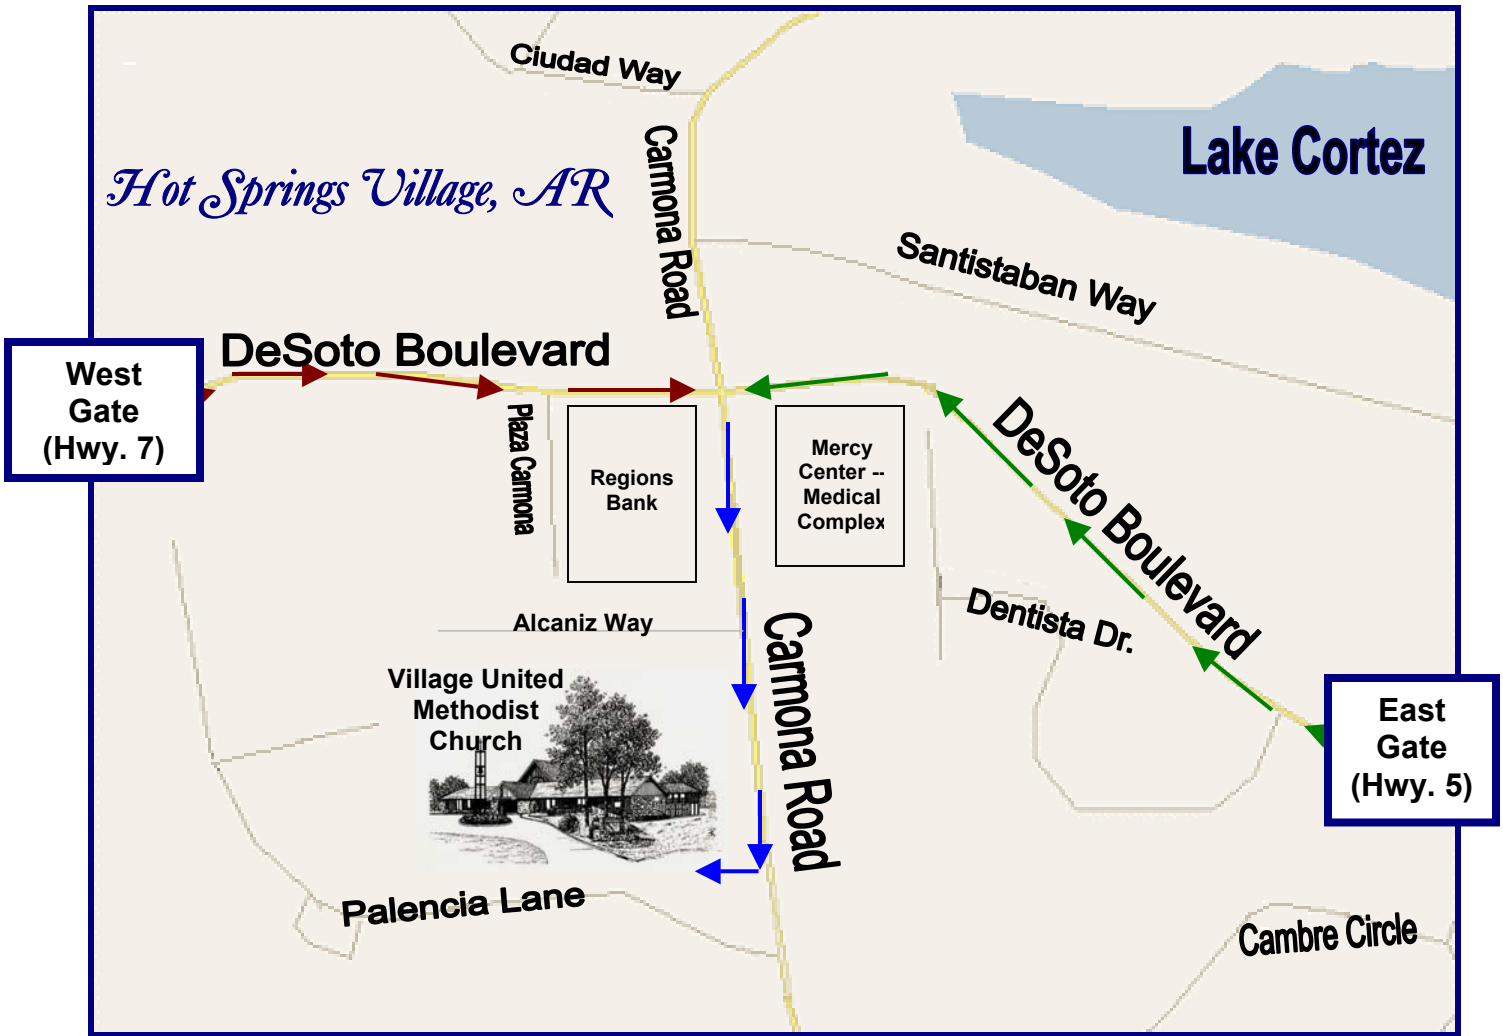 Ciudad Way
Carmona Road
Lake Cortez
Hot Springs Village, AR
Santistaban Way
DeSoto Boulevard
West
Gate
(Hwy. 7)
Plaza Carmona
Regions
Bank
Mercy
Center --
Medical
Complex
DeSoto Boulevard
Dentista Dr.
Alcaniz Way
Carmona Road
Village United
Methodist
Church
East
Gate
(Hwy. 5)
Palencia Lane
Cambre Circle